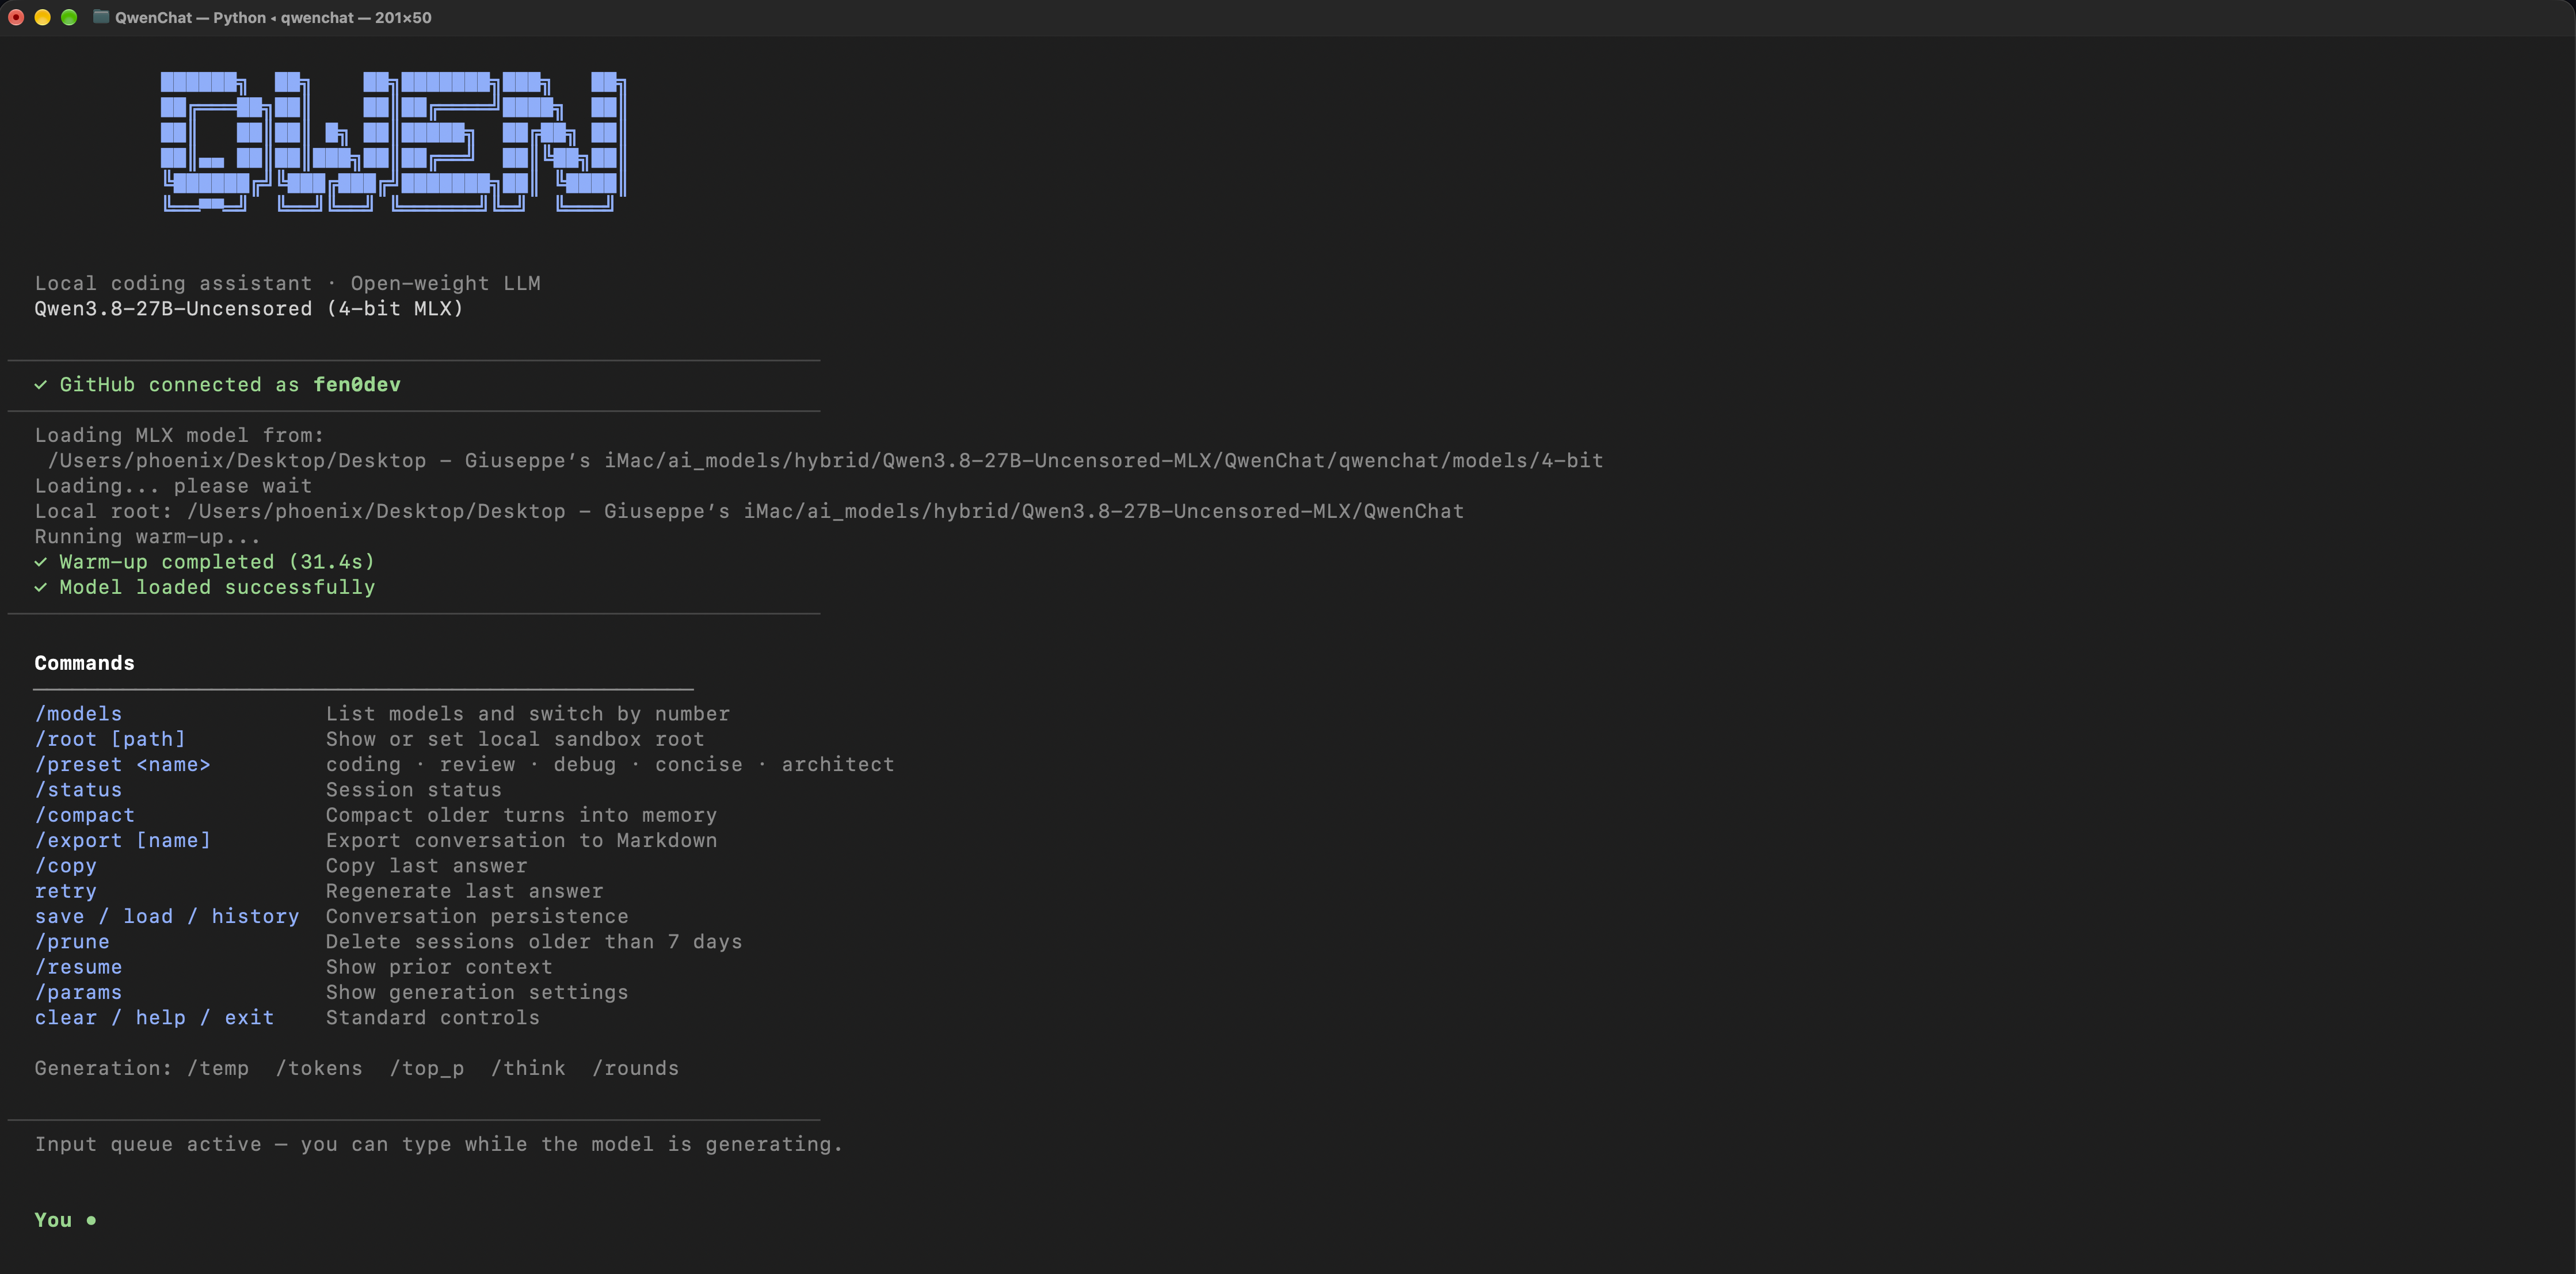 QwenChat — Python ◂ qwenchat — 201×50
QWEN
Local coding assistant · Open-weight LLM
Qwen3.8-27B-Uncensored (4-bit MLX)
✓ GitHub connected as fen0dev
Loading MLX model from:
/Users/phoenix/Desktop/Desktop - Giuseppe’s iMac/ai_models/hybrid/Qwen3.8-27B-Uncensored-MLX/QwenChat/qwenchat/models/4-bit
Loading... please wait
Local root: /Users/phoenix/Desktop/Desktop - Giuseppe’s iMac/ai_models/hybrid/Qwen3.8-27B-Uncensored-MLX/QwenChat
Running warm-up...
✓ Warm-up completed (31.4s)
✓ Model loaded successfully
Commands
/models List models and switch by number
/root [path] Show or set local sandbox root
/preset <name> coding · review · debug · concise · architect
/status Session status
/compact Compact older turns into memory
/export [name] Export conversation to Markdown
/copy Copy last answer
retry Regenerate last answer
save / load / history Conversation persistence
/prune Delete sessions older than 7 days
/resume Show prior context
/params Show generation settings
clear / help / exit Standard controls
Generation: /temp /tokens /top_p /think /rounds
Input queue active — you can type while the model is generating.
You ●